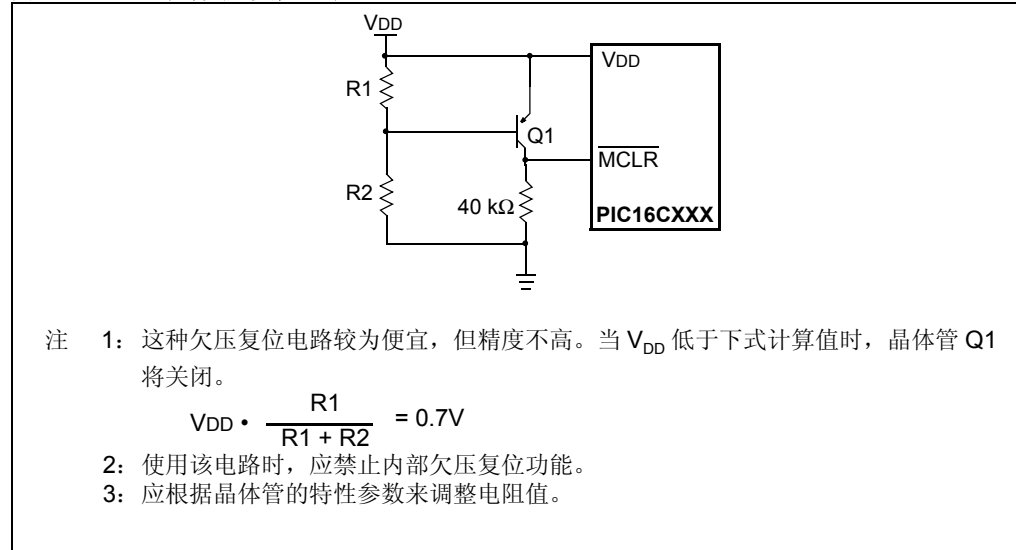 VDD
VDD
R1
Q1
MCLR
R2
40 kΩ
PIC16CXXX
注 1：这种欠压复位电路较为便宜，但精度不高。当 VDD 低于下式计算值时，晶体管 Q1
将关闭。
VDD • R1 / R1 + R2 = 0.7V
2：使用该电路时，应禁止内部欠压复位功能。
3：应根据晶体管的特性参数来调整电阻值。